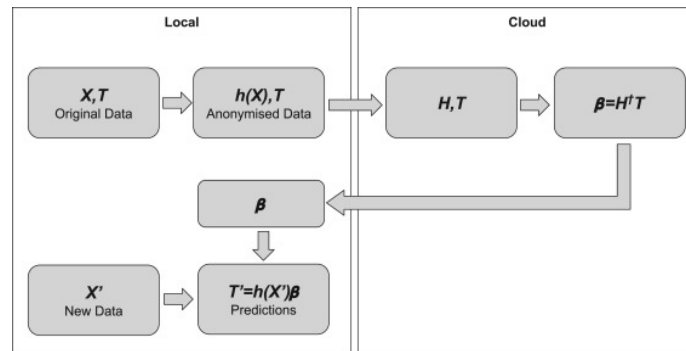 Local
Cloud
X,T
Original Data
h(X),T
Anonymised Data
H,T
β=H†T
β
X'
New Data
T'=h(X')β
Predictions